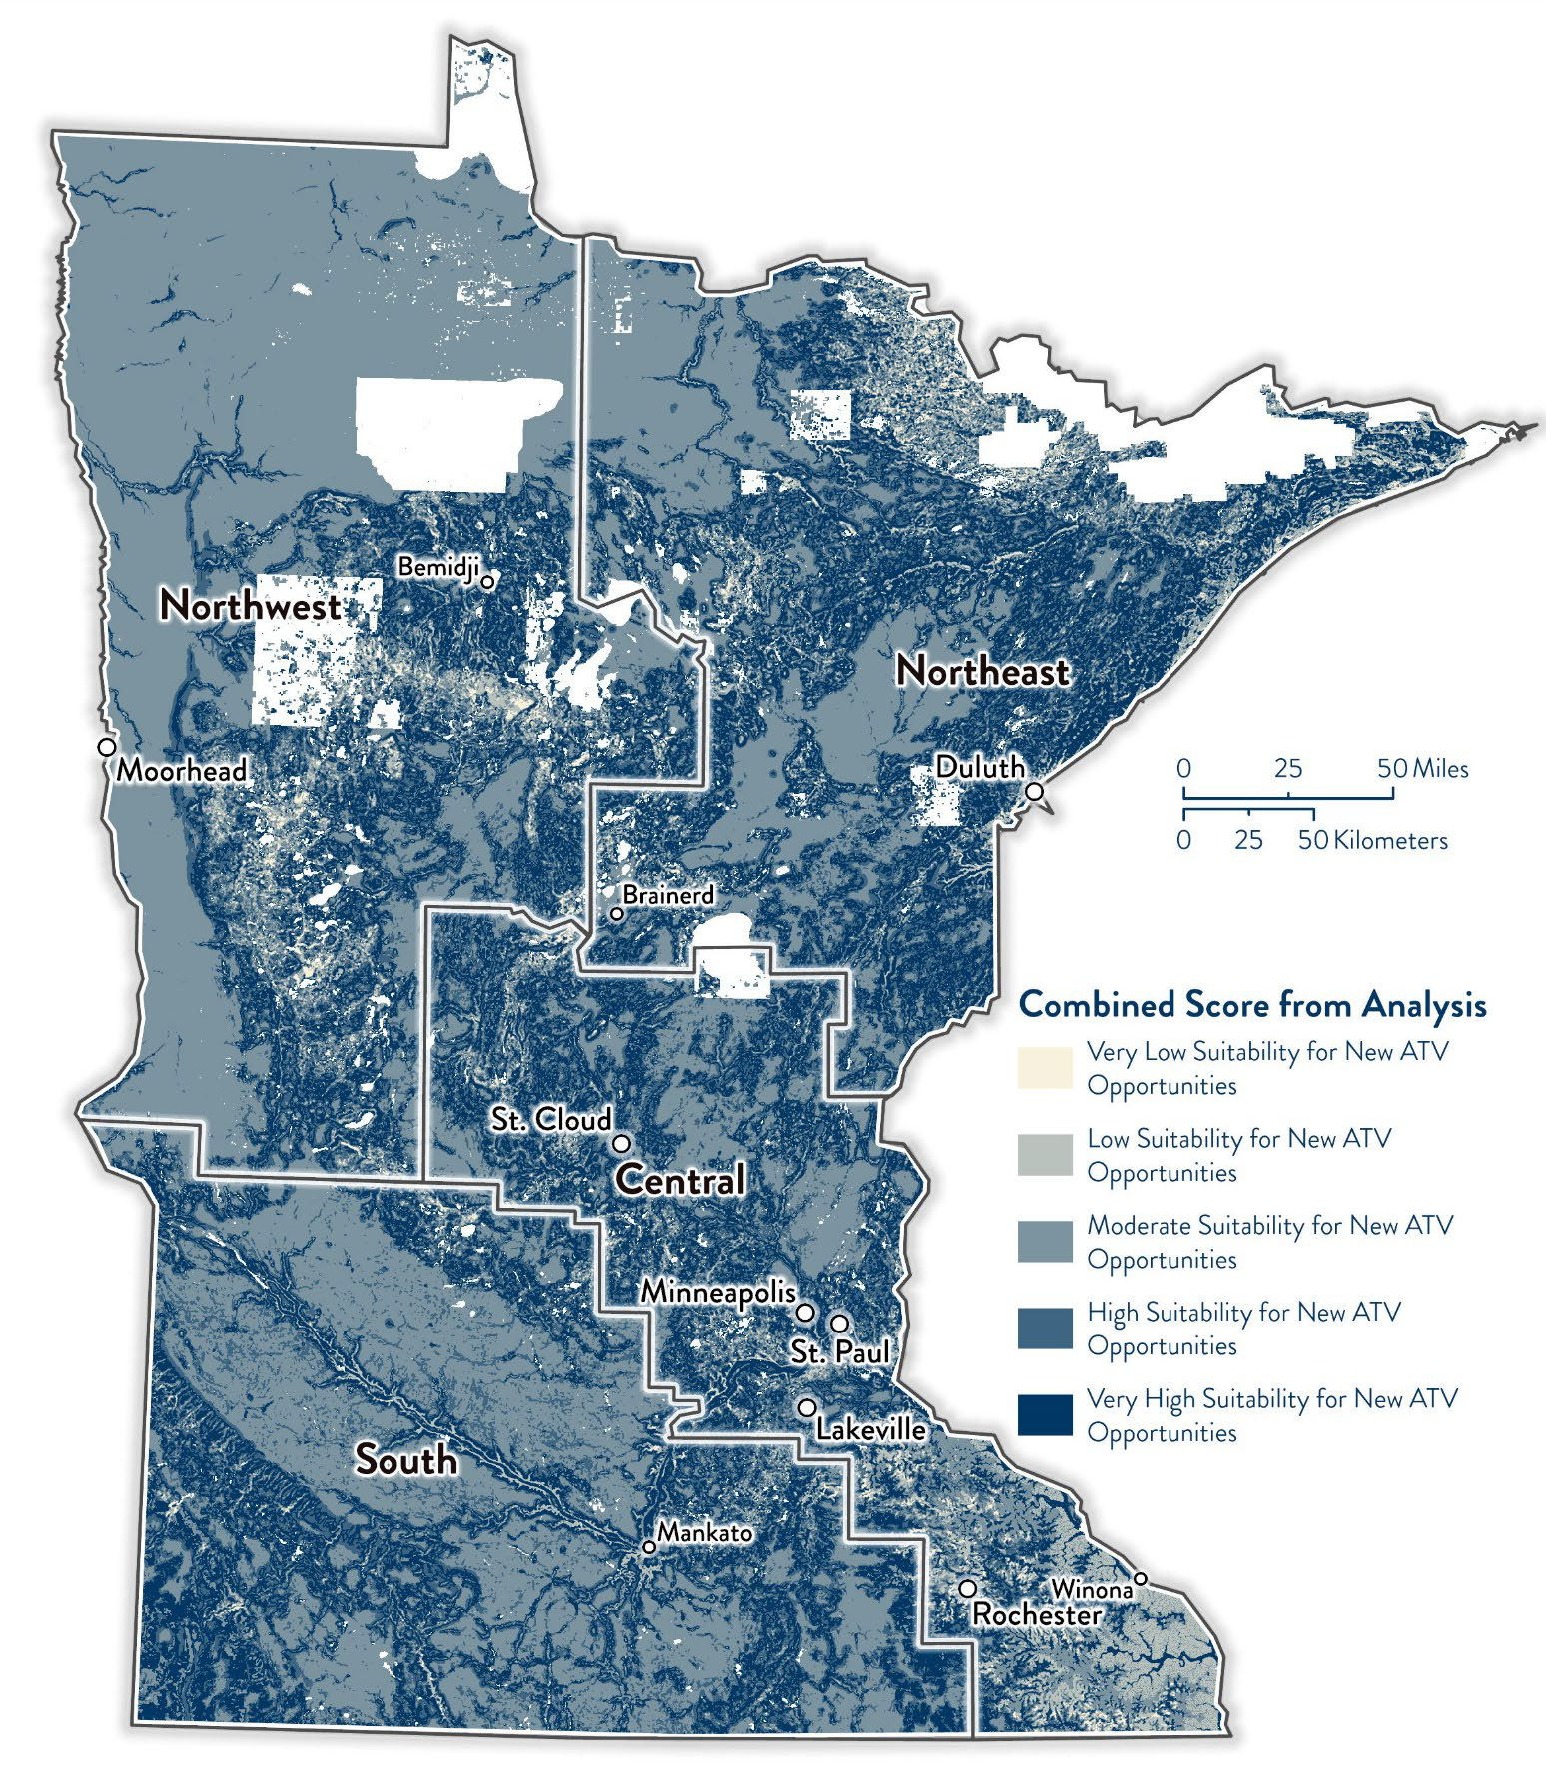 Bemidji
Northwest
Northeast
Moorhead
Duluth
0 25 50 Miles
0 25 50 Kilometers
Brainerd
Combined Score from Analysis
Very Low Suitability for New ATV
Opportunities
St. Cloud
Low Suitability for New ATV
Opportunities
Central
Moderate Suitability for New ATV
Opportunities
Minneapolis
High Suitability for New ATV
Opportunities
St. Paul
Very High Suitability for New ATV
Opportunities
Lakeville
South
Mankato
Winona
Rochester